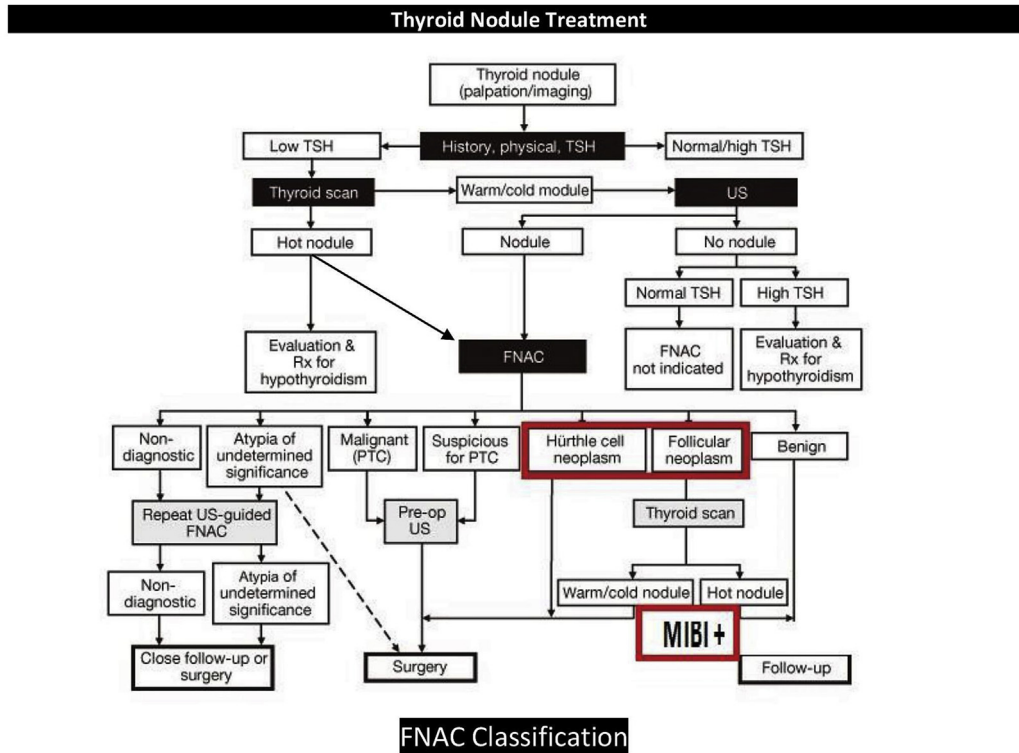 Thyroid Nodule Treatment
Thyroid nodule
(palpation/imaging)
Low TSH
History, physical, TSH
Normal/high TSH
Thyroid scan
Warm/cold module
US
Hot nodule
Nodule
No nodule
Normal TSH
High TSH
Evaluation &
Rx for
hypothyroidism
FNAC
FNAC
not indicated
Evaluation &
Rx for
hypothyroidism
Non-
diagnostic
Atypia of
undetermined
significance
Malignant
(PTC)
Suspicious
for PTC
Hürthle cell
neoplasm
Follicular
neoplasm
Benign
Repeat US-guided
FNAC
Pre-op
US
Thyroid scan
Non-
diagnostic
Atypia of
undetermined
significance
Warm/cold nodule
Hot nodule
MIBI +
Close follow-up or
surgery
Surgery
Follow-up
FNAC Classification